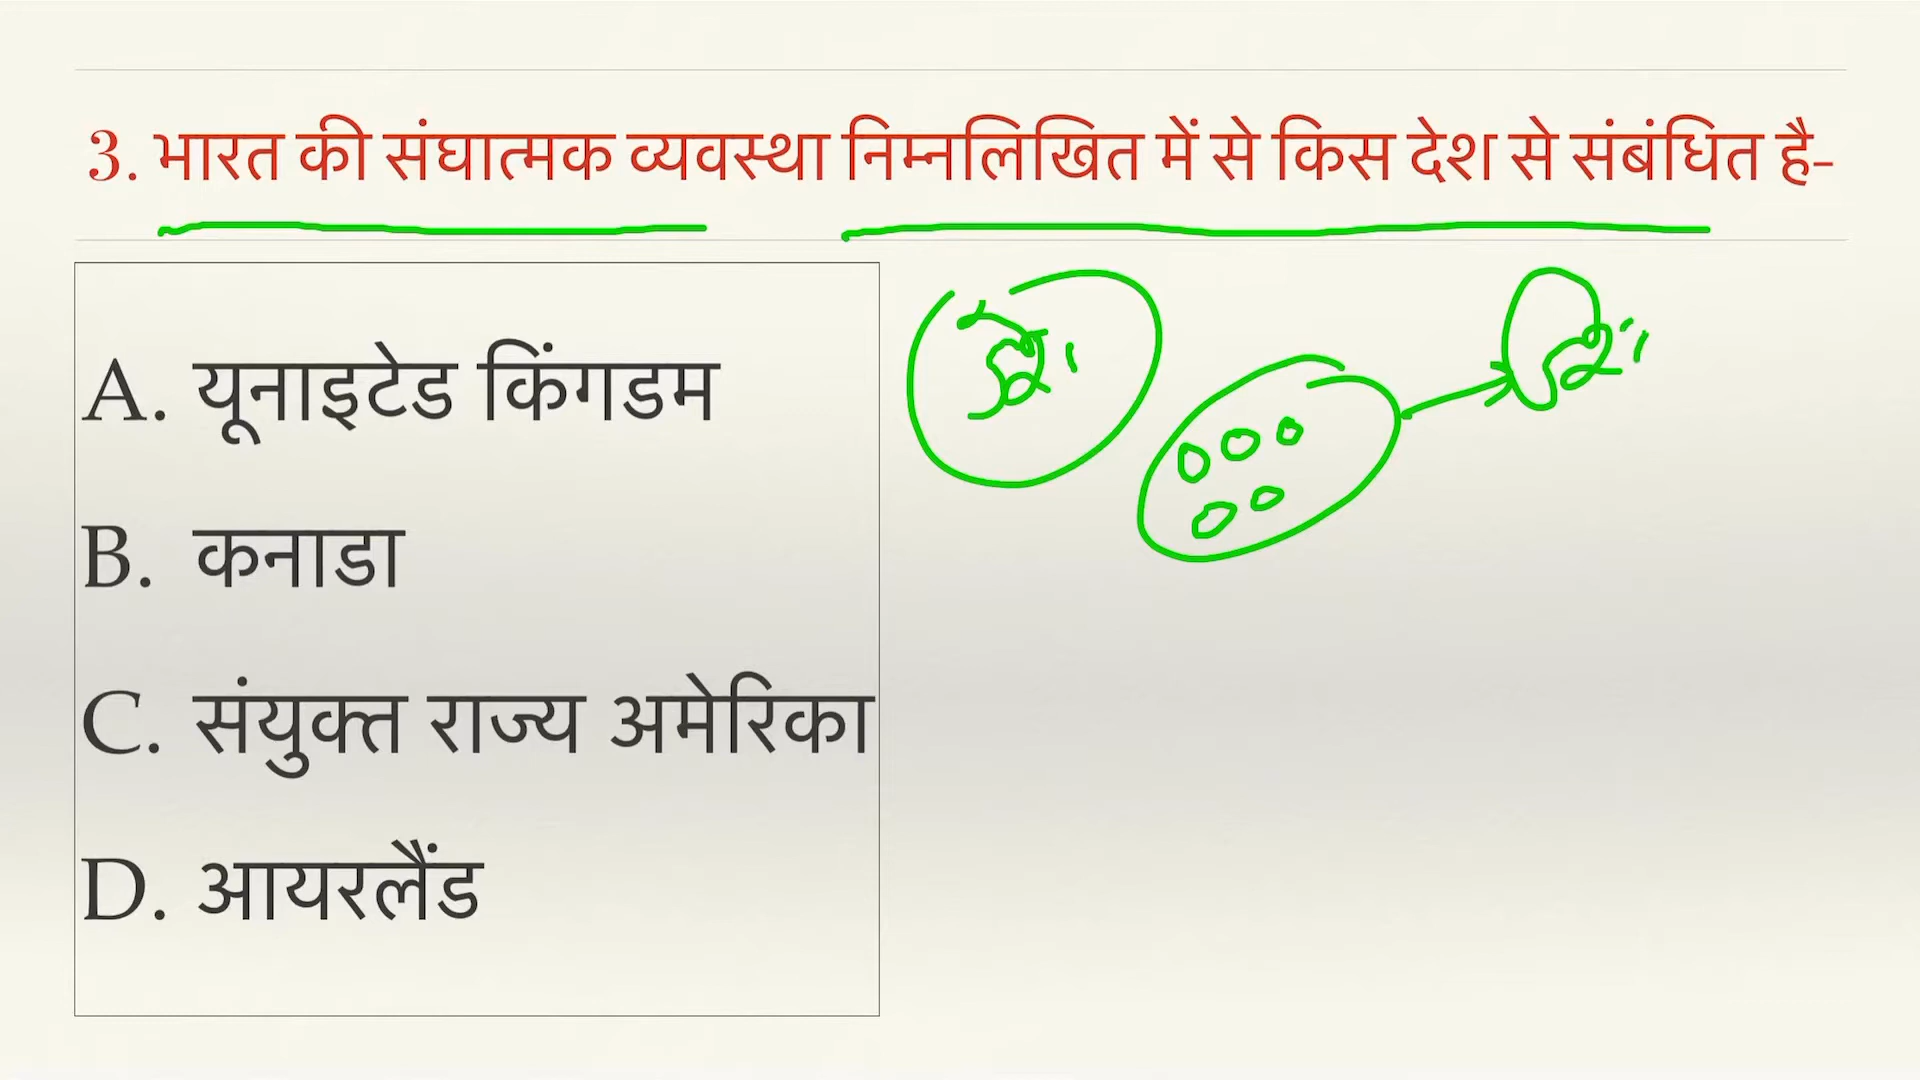 3. भारत की संघात्मक व्यवस्था निम्नलिखित में से किस देश से संबंधित है-
A. यूनाइटेड किंगडम
B. कनाडा
C. संयुक्त राज्य अमेरिका
D. आयरलैंड